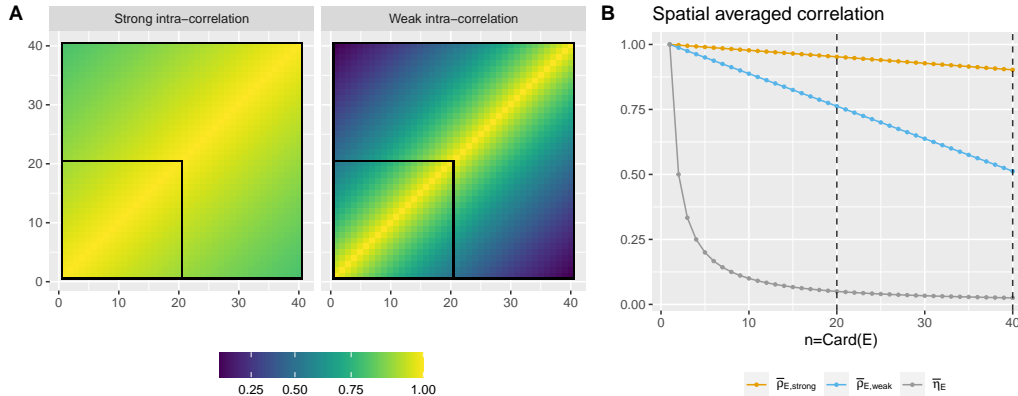 A
Strong intra−correlation
Weak intra−correlation
40
30
20
10
0
0 10 20 30 40
0 10 20 30 40
0.25 0.50 0.75 1.00
B
Spatial averaged correlation
1.00
0.75
0.50
0.25
0.00
0 10 20 30 40
n=Card(E)
ρ̅E,strong ρ̅E,weak η̅E